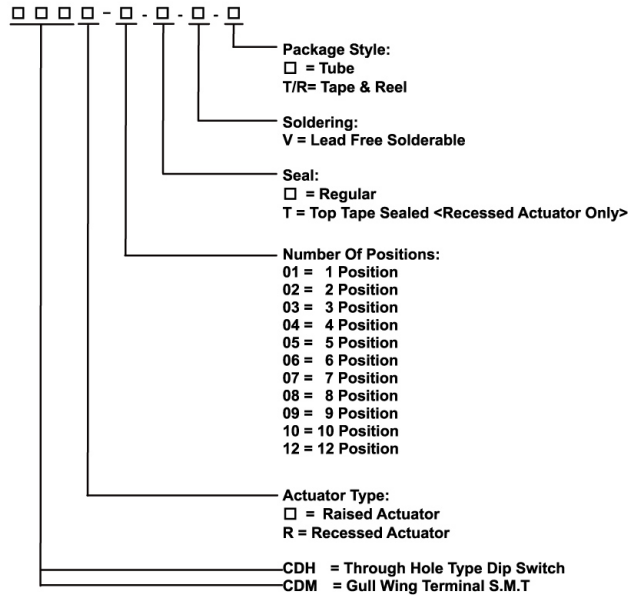 □ □ □ □ - □ - □ - □ - □
Package Style:
□ = Tube
T/R= Tape & Reel
Soldering:
V = Lead Free Solderable
Seal:
□ = Regular
T = Top Tape Sealed <Recessed Actuator Only>
Number Of Positions:
01 = 1 Position
02 = 2 Position
03 = 3 Position
04 = 4 Position
05 = 5 Position
06 = 6 Position
07 = 7 Position
08 = 8 Position
09 = 9 Position
10 = 10 Position
12 = 12 Position
Actuator Type:
□ = Raised Actuator
R = Recessed Actuator
CDH = Through Hole Type Dip Switch
CDM = Gull Wing Terminal S.M.T